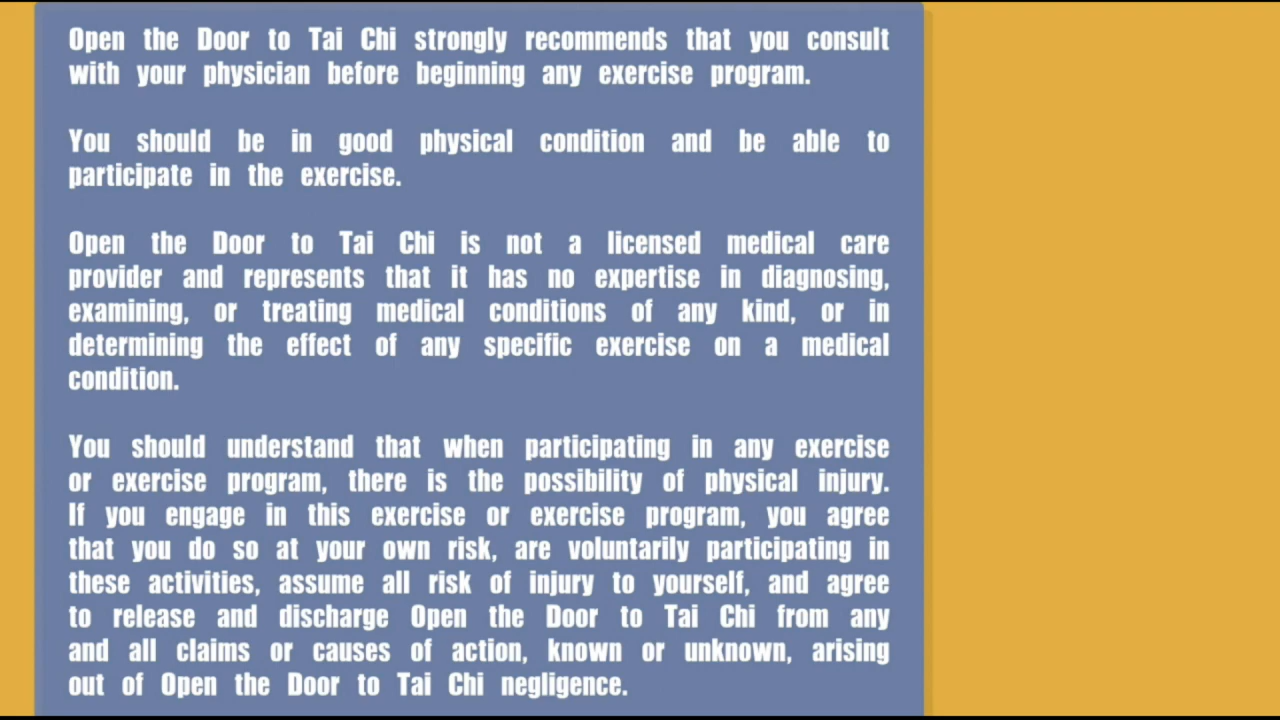 Open the Door to Tai Chi strongly recommends that you consult
with your physician before beginning any exercise program.
You should be in good physical condition and be able to
participate in the exercise.
Open the Door to Tai Chi is not a licensed medical care
provider and represents that it has no expertise in diagnosing,
examining, or treating medical conditions of any kind, or in
determining the effect of any specific exercise on a medical
condition.
You should understand that when participating in any exercise
or exercise program, there is the possibility of physical injury.
If you engage in this exercise or exercise program, you agree
that you do so at your own risk, are voluntarily participating in
these activities, assume all risk of injury to yourself, and agree
to release and discharge Open the Door to Tai Chi from any
and all claims or causes of action, known or unknown, arising
out of Open the Door to Tai Chi negligence.